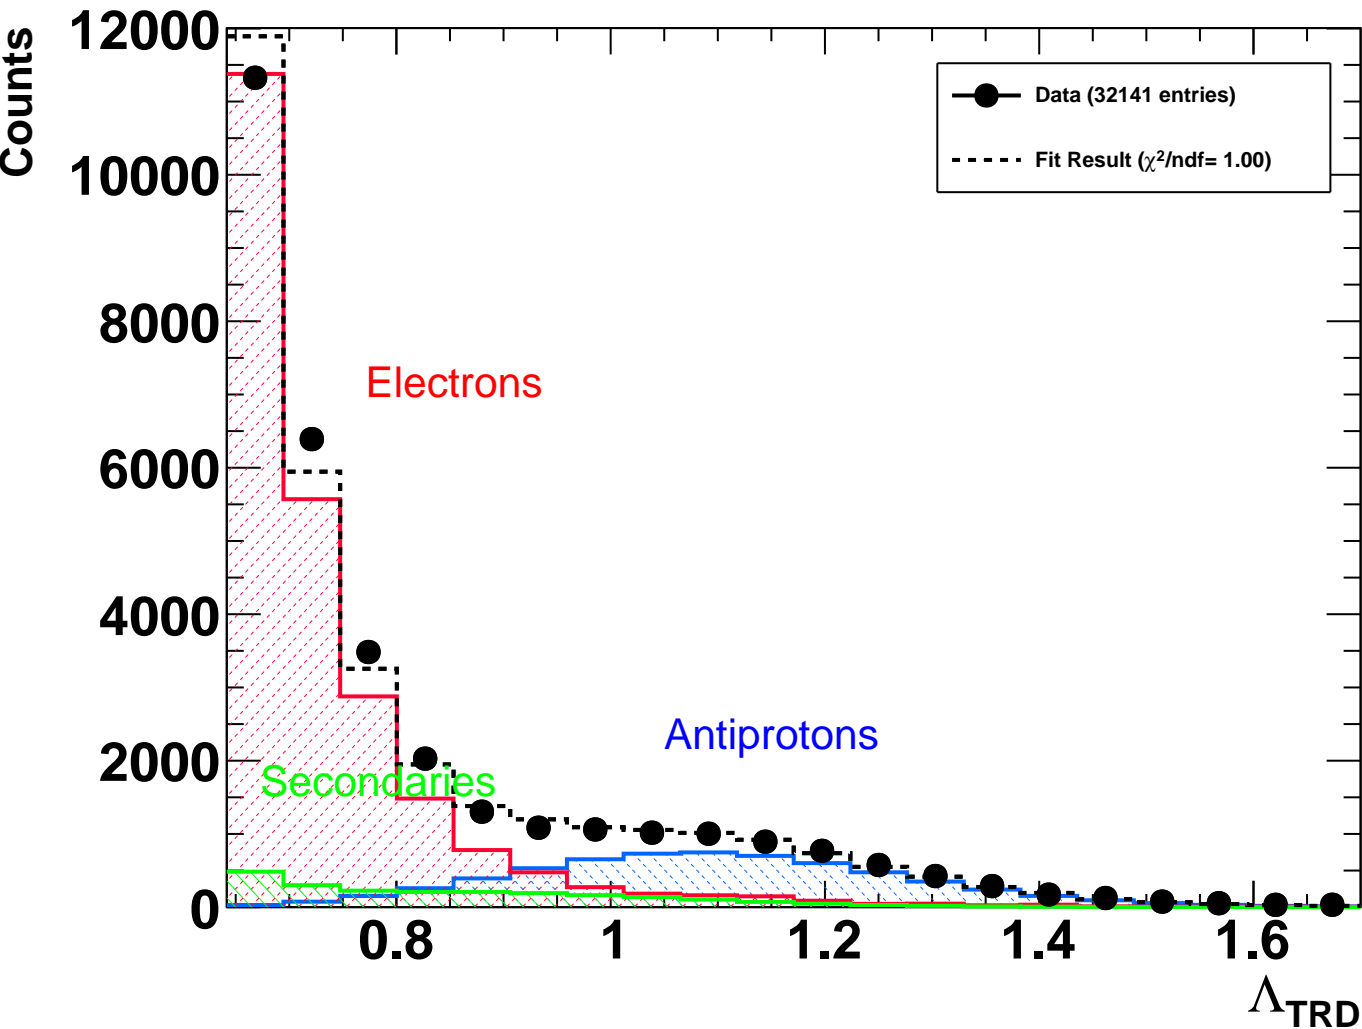 Counts
12000
10000
8000
6000
4000
2000
0
Data (32141 entries)
Fit Result (χ²/ndf= 1.00)
Electrons
Antiprotons
Secondaries
0.8
1
1.2
1.4
1.6
Λ_TRD